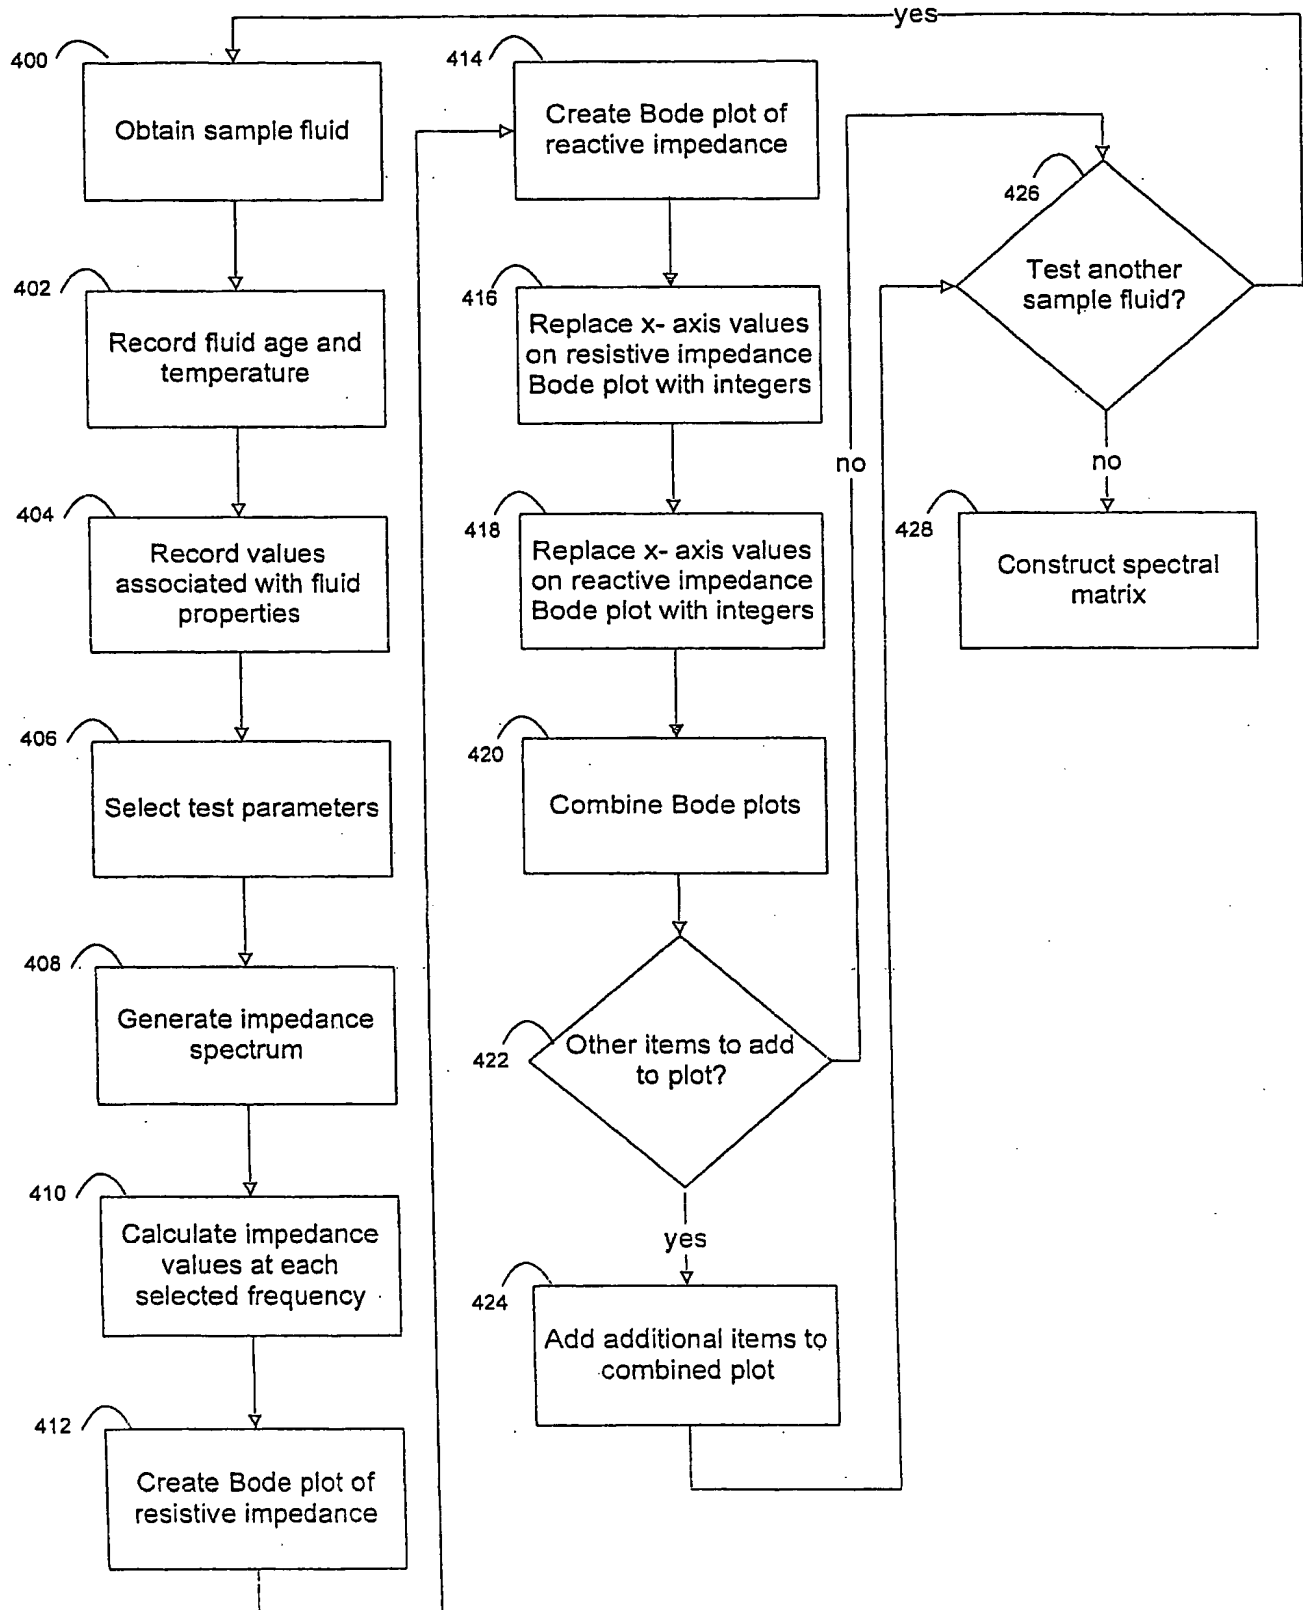 yes
400
Obtain sample fluid
402
Record fluid age and
temperature
404
Record values
associated with fluid
properties
406
Select test parameters
408
Generate impedance
spectrum
410
Calculate impedance
values at each
selected frequency
412
Create Bode plot of
resistive impedance
414
Create Bode plot of
reactive impedance
416
Replace x- axis values
on resistive impedance
Bode plot with integers
418
Replace x- axis values
on reactive impedance
Bode plot with integers
420
Combine Bode plots
422
Other items to add
to plot?
no
yes
424
Add additional items to
combined plot
426
Test another
sample fluid?
no
428
Construct spectral
matrix